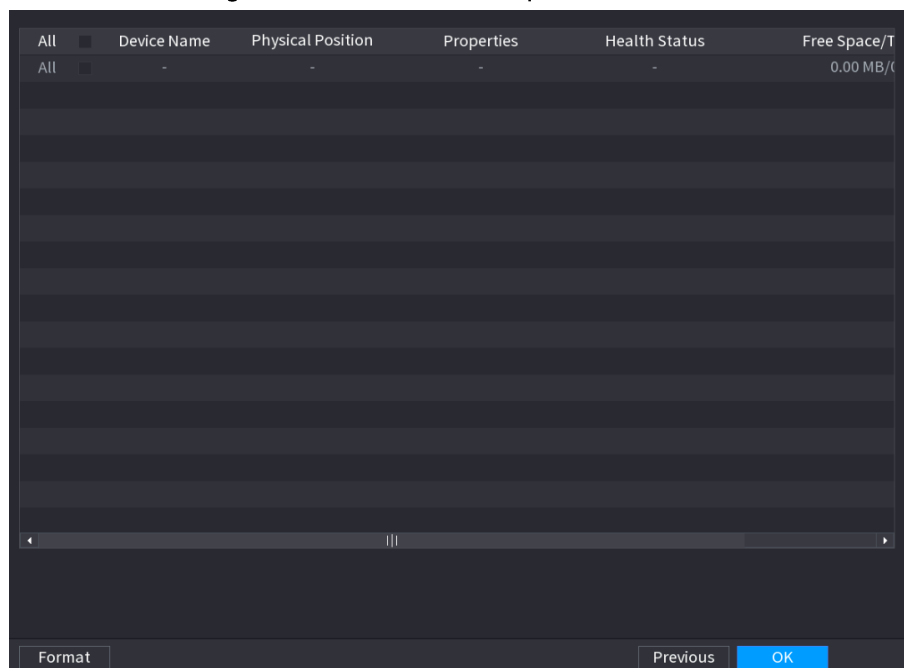 All Device Name Physical Position Properties Health Status Free Space/T
All - - - - 0.00 MB/
Format Previous OK